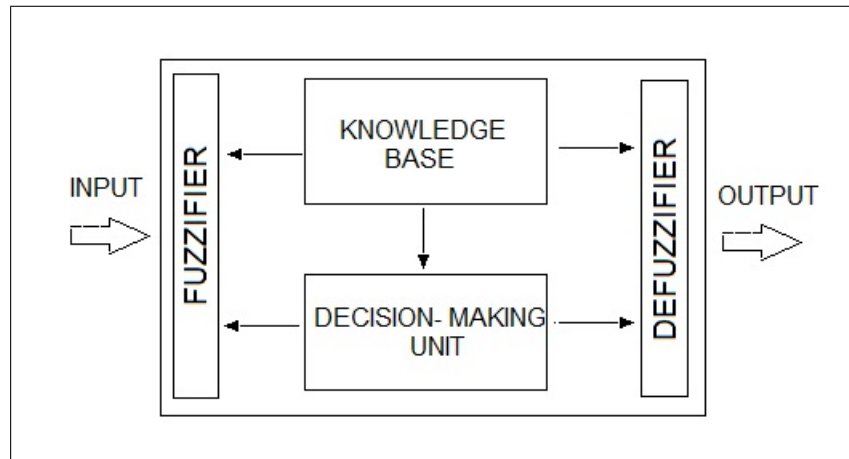 INPUT
FUZZIFIER
KNOWLEDGE
BASE
DECISION- MAKING
UNIT
DEFUZZIFIER
OUTPUT